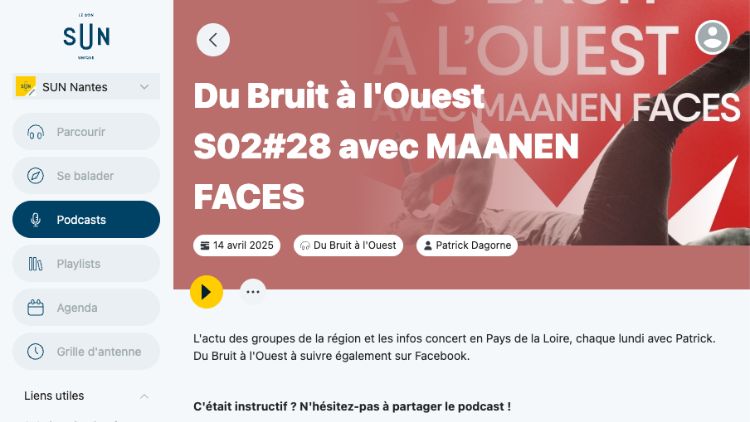 LE SON
SUN
UNIQUE
SUN Nantes
Parcourir
Se balader
Podcasts
Playlists
Agenda
Grille d'antenne
Liens utiles
DU BRUIT
À L'OUEST
AVEC MAANEN FACES
Du Bruit à l'Ouest
S02#28 avec MAANEN
FACES
14 avril 2025
Du Bruit à l'Ouest
Patrick Dagorne
L'actu des groupes de la région et les infos concert en Pays de la Loire, chaque lundi avec Patrick.
Du Bruit à l'Ouest à suivre également sur Facebook.
C'était instructif ? N'hésitez-pas à partager le podcast !